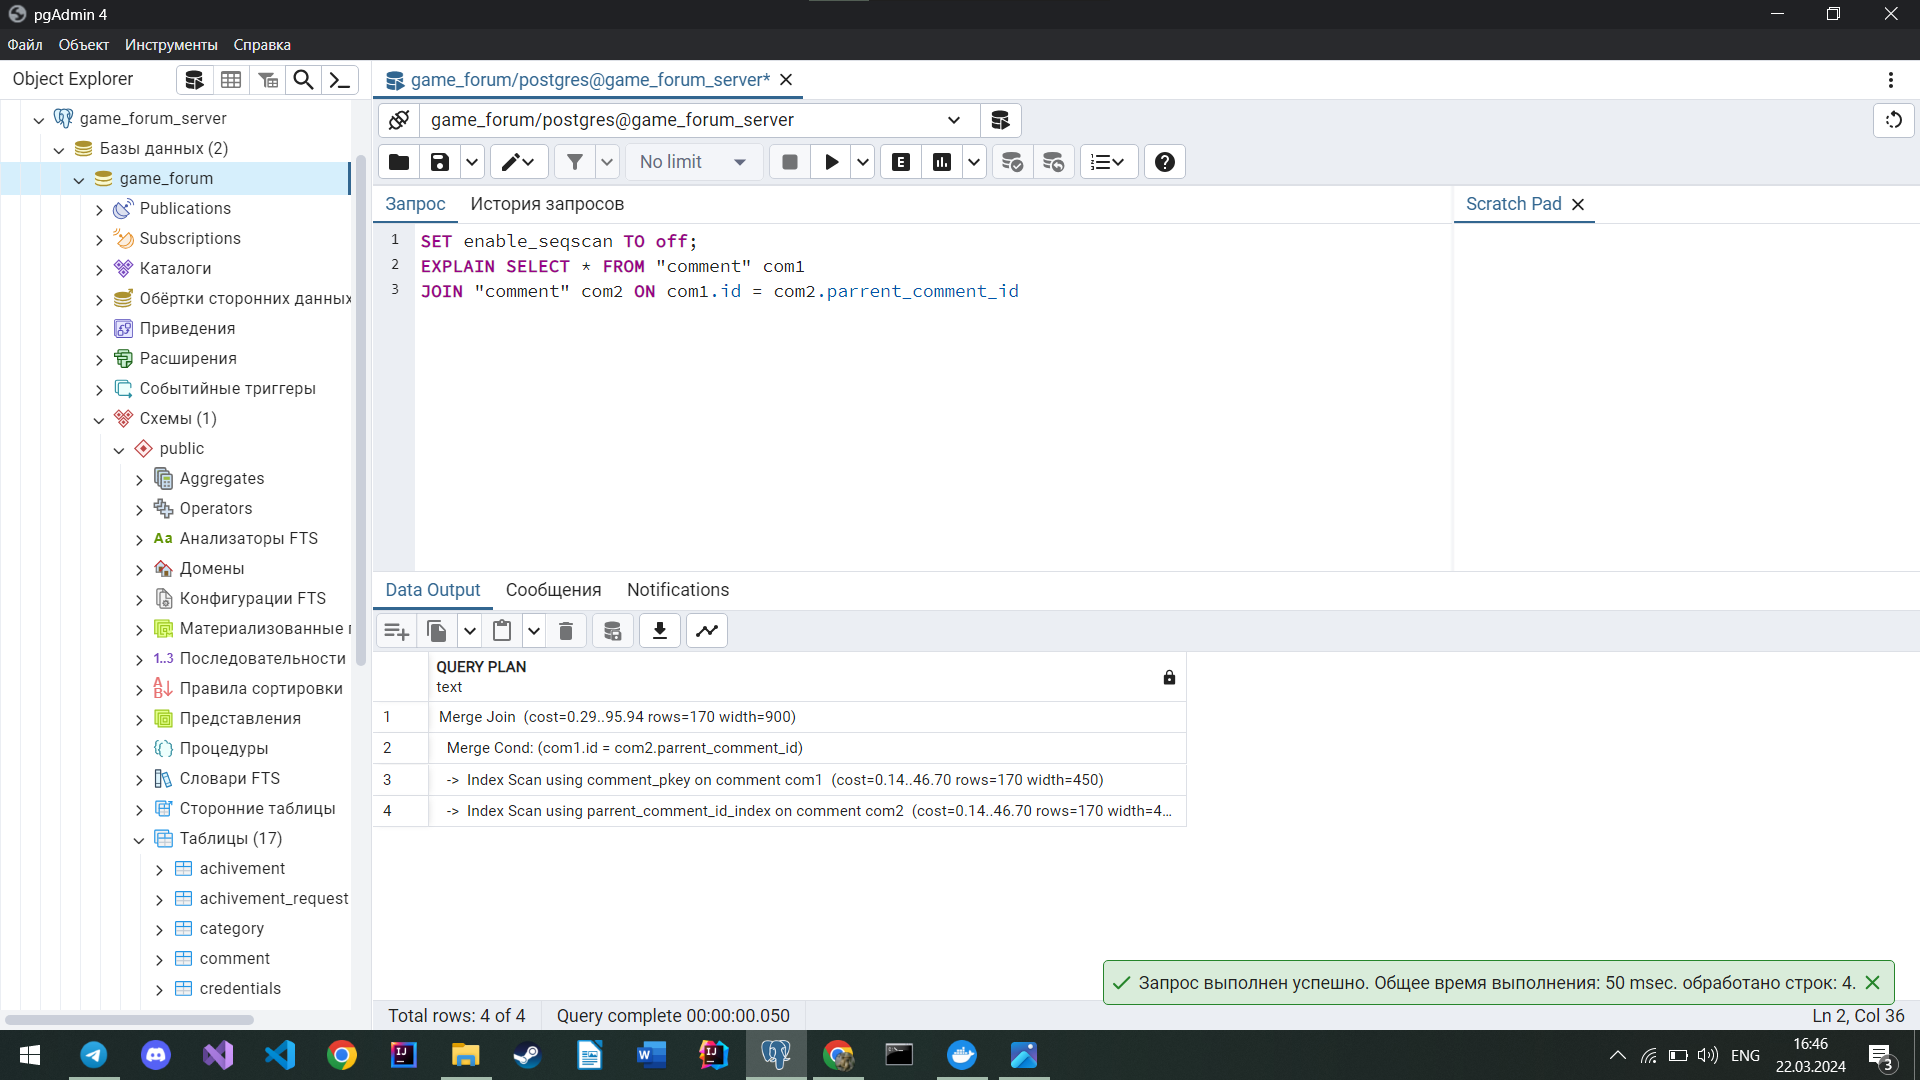 pgAdmin 4
Файл Объект Инструменты Справка
Object Explorer
game_forum_server
Базы данных (2)
game_forum
Publications
Subscriptions
Каталоги
Обёртки сторонних данных
Приведения
Расширения
Событийные триггеры
Схемы (1)
public
Aggregates
Operators
Aa Анализаторы FTS
Домены
Конфигурации FTS
Материализованные
1..3 Последовательности
Правила сортировки
Представления
Процедуры
Словари FTS
Сторонние таблицы
Таблицы (17)
achivement
achivement_request
category
comment
credentials
game_forum/postgres@game_forum_server*
game_forum/postgres@game_forum_server
No limit
E
Запрос История запросов
Scratch Pad
1 SET enable_seqscan TO off;
2 EXPLAIN SELECT * FROM "comment" com1
3 JOIN "comment" com2 ON com1.id = com2.parrent_comment_id
Data Output Сообщения Notifications
QUERY PLAN
text
1 Merge Join (cost=0.29..95.94 rows=170 width=900)
2 Merge Cond: (com1.id = com2.parrent_comment_id)
3 -> Index Scan using comment_pkey on comment com1 (cost=0.14..46.70 rows=170 width=450)
4 -> Index Scan using parrent_comment_id_index on comment com2 (cost=0.14..46.70 rows=170 width=4...
Запрос выполнен успешно. Общее время выполнения: 50 msec. обработано строк: 4.
Total rows: 4 of 4 Query complete 00:00:00.050
Ln 2, Col 36
ENG
16:46
22.03.2024
3